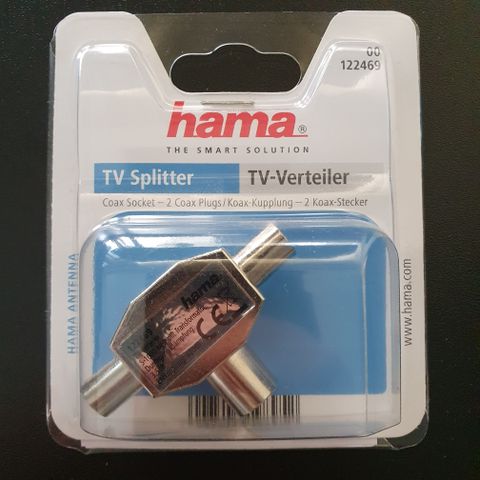 00
122469
hama®
THE SMART SOLUTION
TV Splitter
TV-Verteiler
Coax Socket – 2 Coax Plugs/Koax-Kupplung – 2 Koax-Stecker
HAMA ANTENNA
www.hama.com
hama
CE